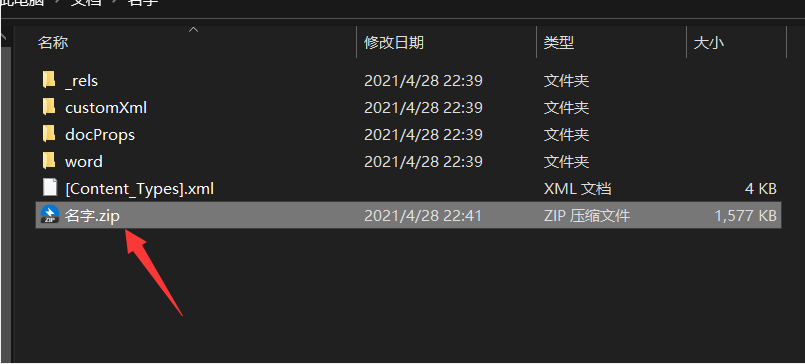 此电脑 › 文档 › 名字
名称 修改日期 类型 大小
_rels 2021/4/28 22:39 文件夹
customXml 2021/4/28 22:39 文件夹
docProps 2021/4/28 22:39 文件夹
word 2021/4/28 22:39 文件夹
[Content_Types].xml XML 文档 4 KB
ZIP 名字.zip 2021/4/28 22:41 ZIP 压缩文件 1,577 KB